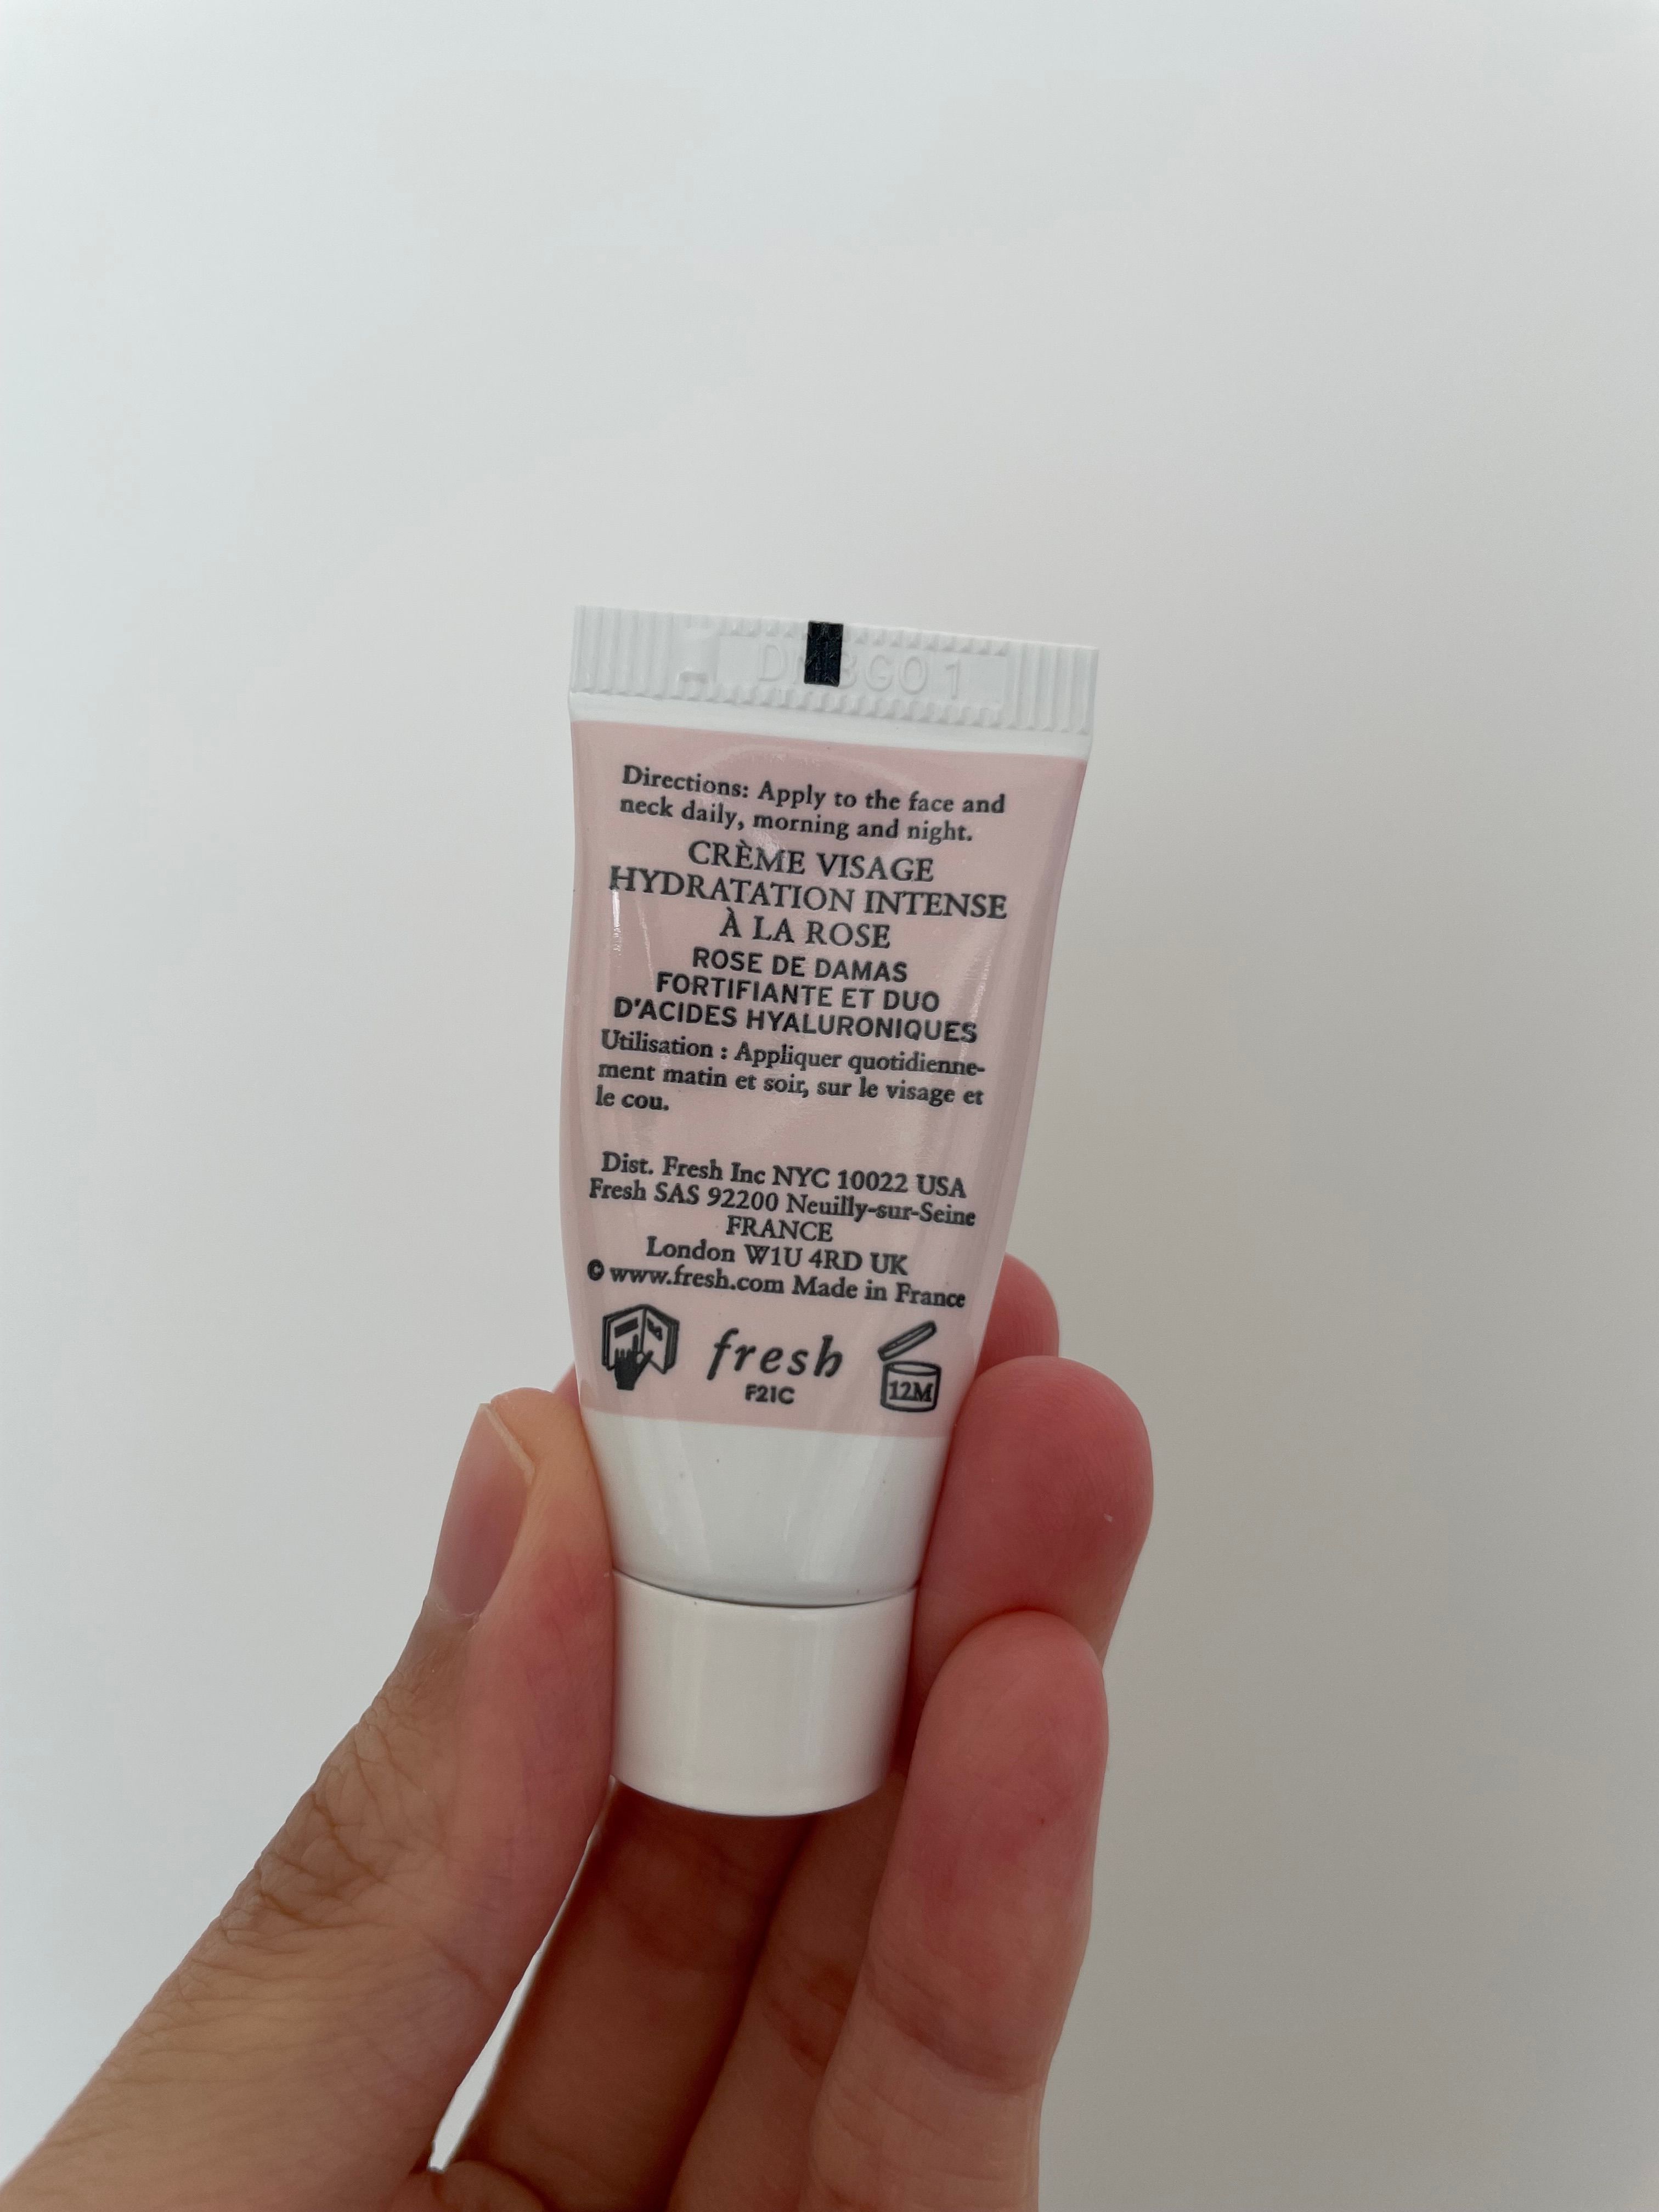 Directions: Apply to the face and
neck daily, morning and night.
CRÈME VISAGE
HYDRATATION INTENSE
À LA ROSE
ROSE DE DAMAS
FORTIFIANTE ET DUO
D'ACIDES HYALURONIQUES
Utilisation : Appliquer quotidienne-
ment matin et soir, sur le visage et
le cou.
Dist. Fresh Inc NYC 10022 USA
Fresh SAS 92200 Neuilly-sur-Seine
FRANCE
London W1U 4RD UK
© www.fresh.com Made in France
fresh
12M
F21C